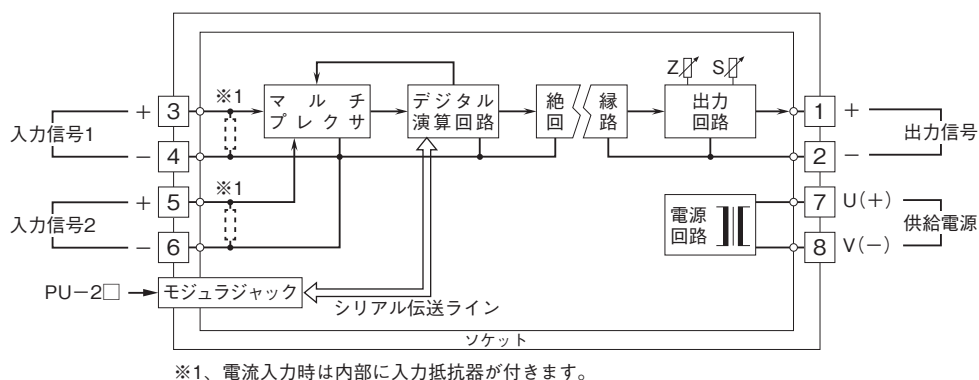 入力信号1
+
3
※1
−
4
マルチ
プレクサ
デジタル
演算回路
絶縁
回路
Z
S
出力
回路
1
+
2
−
出力信号
入力信号2
+
5
※1
−
6
電源
回路
7
U(+)
8
V(−)
供給電源
PU−2□
モジュラジャック
シリアル伝送ライン
ソケット
※1、電流入力時は内部に入力抵抗器が付きます。